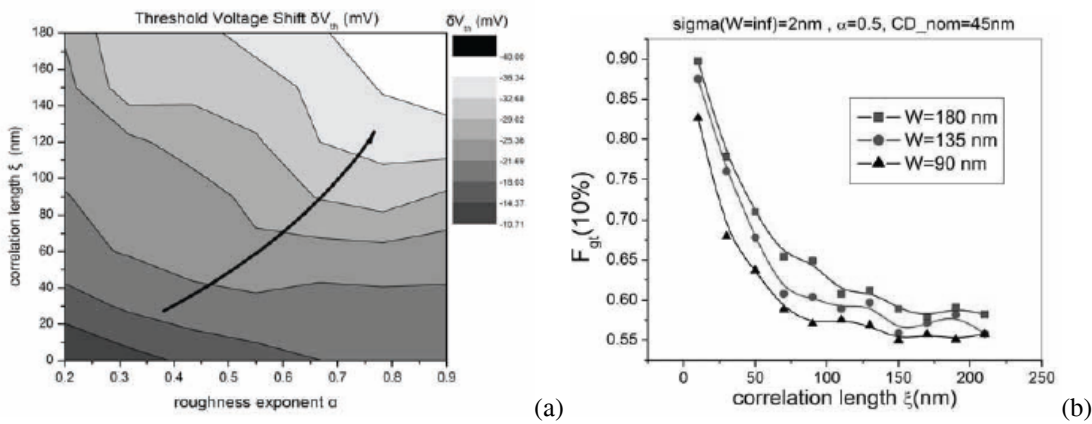 Threshold Voltage Shift δV_th (mV)
δV_th (mV)
180
160
140
120
100
80
60
40
20
0
correlation length ξ (nm)
0.2 0.3 0.4 0.5 0.6 0.7 0.8 0.9
roughness exponent α
-40.00
-36.34
-32.68
-29.02
-25.36
-21.69
-18.03
-14.37
-10.71
(a)
sigma(W=inf)=2nm , α=0.5, CD_nom=45nm
0.90
0.85
0.80
0.75
0.70
0.65
0.60
0.55
F_gt(10%)
W=180 nm
W=135 nm
W=90 nm
0 50 100 150 200 250
correlation length ξ(nm)
(b)